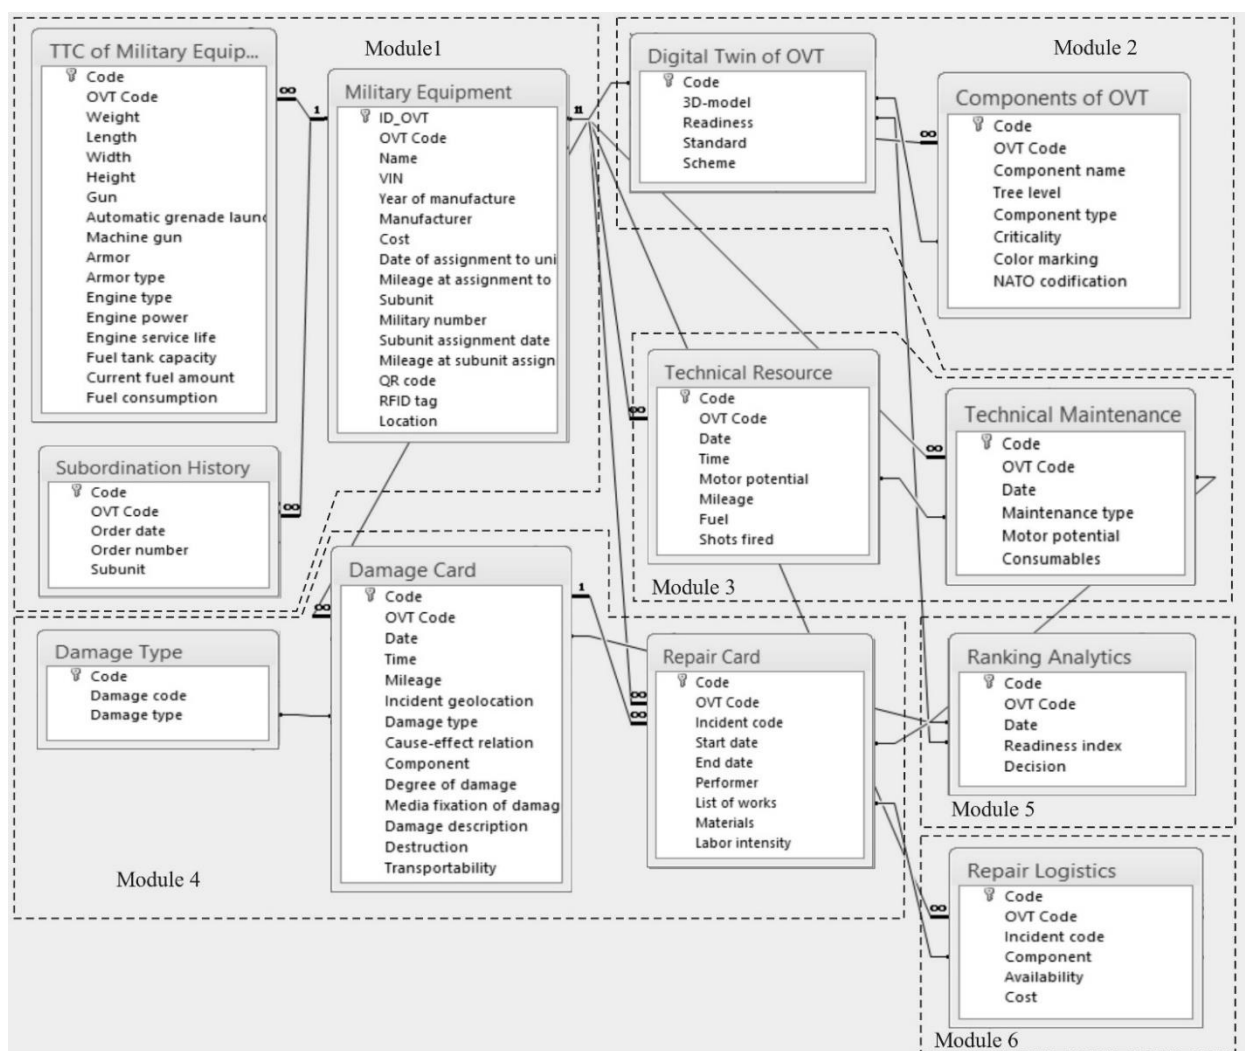 Module1
TTC of Military Equip...
Code
OVT Code
Weight
Length
Width
Height
Gun
Automatic grenade launc
Machine gun
Armor
Armor type
Engine type
Engine power
Engine service life
Fuel tank capacity
Current fuel amount
Fuel consumption
∞
1
Military Equipment
ID_OVT
OVT Code
Name
VIN
Year of manufacture
Manufacturer
Cost
Date of assignment to uni
Mileage at assignment to
Subunit
Military number
Subunit assignment date
Mileage at subunit assign
QR code
RFID tag
Location
Subordination History
Code
OVT Code
Order date
Order number
Subunit
∞
Module 2
Digital Twin of OVT
Code
3D-model
Readiness
Standard
Scheme
∞
Components of OVT
Code
OVT Code
Component name
Tree level
Component type
Criticality
Color marking
NATO codification
Technical Resource
Code
OVT Code
Date
Time
Motor potential
Mileage
Fuel
Shots fired
∞
Module 3
Technical Maintenance
Code
OVT Code
Date
Maintenance type
Motor potential
Consumables
∞
Damage Type
Code
Damage code
Damage type
Module 4
∞
Damage Card
Code
OVT Code
Date
Time
Mileage
Incident geolocation
Damage type
Cause-effect relation
Component
Degree of damage
Media fixation of damag
Damage description
Destruction
Transportability
1
∞
∞
Repair Card
Code
OVT Code
Incident code
Start date
End date
Performer
List of works
Materials
Labor intensity
Ranking Analytics
Code
OVT Code
Date
Readiness index
Decision
Module 5
∞
Repair Logistics
Code
OVT Code
Incident code
Component
Availability
Cost
Module 6